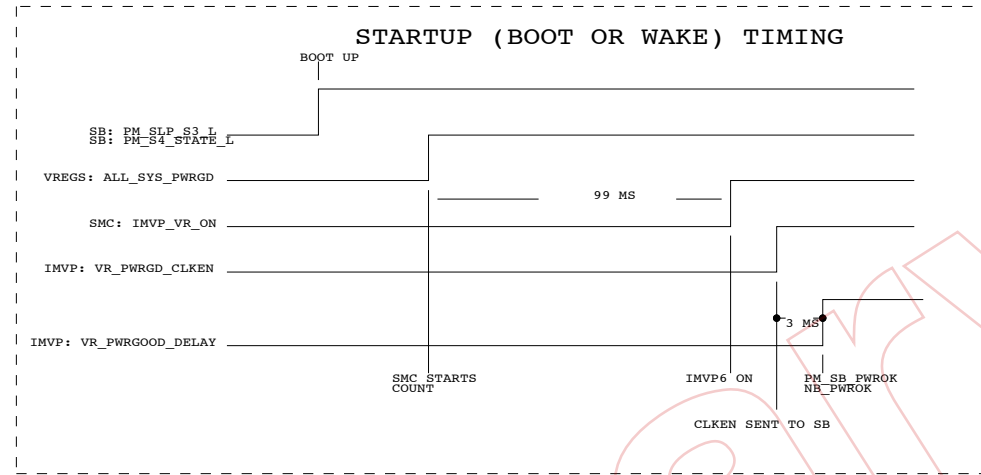 STARTUP (BOOT OR WAKE) TIMING
BOOT UP
SB: PM_SLP_S3_L
SB: PM_S4_STATE_L
VREGS: ALL_SYS_PWRGD
99 MS
SMC: IMVP_VR_ON
IMVP: VR_PWRGD_CLKEN
3 MS
IMVP: VR_PWRGOOD_DELAY
SMC STARTS
COUNT
IMVP6 ON
PM_SB_PWROK
NB_PWROK
CLKEN SENT TO SB